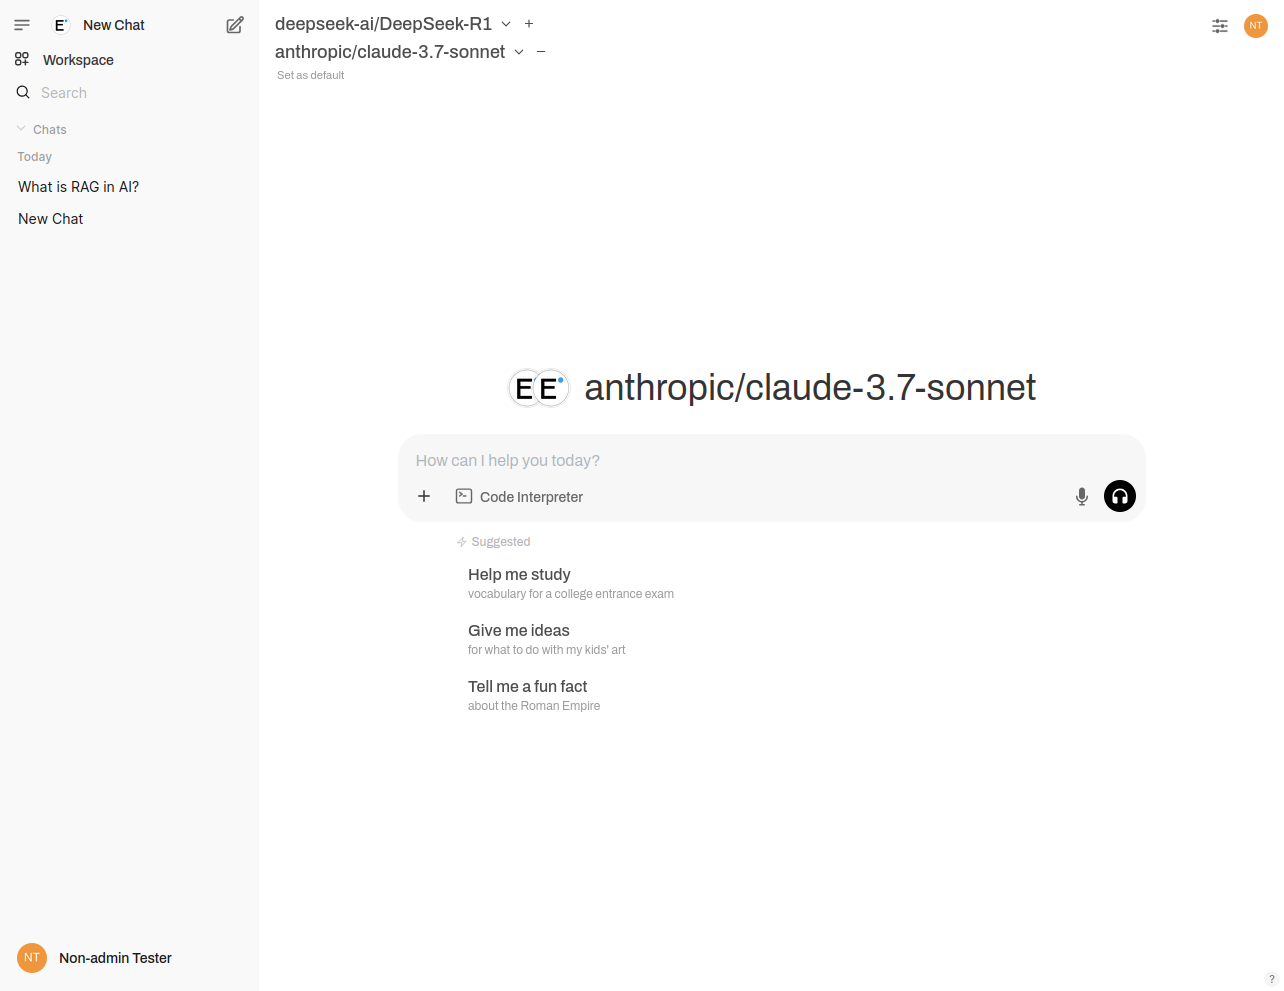 E
New Chat
Workspace
Search
Chats
Today
What is RAG in AI?
New Chat
NT
Non-admin Tester
deepseek-ai/DeepSeek-R1
anthropic/claude-3.7-sonnet
Set as default
NT
E E anthropic/claude-3.7-sonnet
How can I help you today?
Code Interpreter
Suggested
Help me study
vocabulary for a college entrance exam
Give me ideas
for what to do with my kids' art
Tell me a fun fact
about the Roman Empire
?